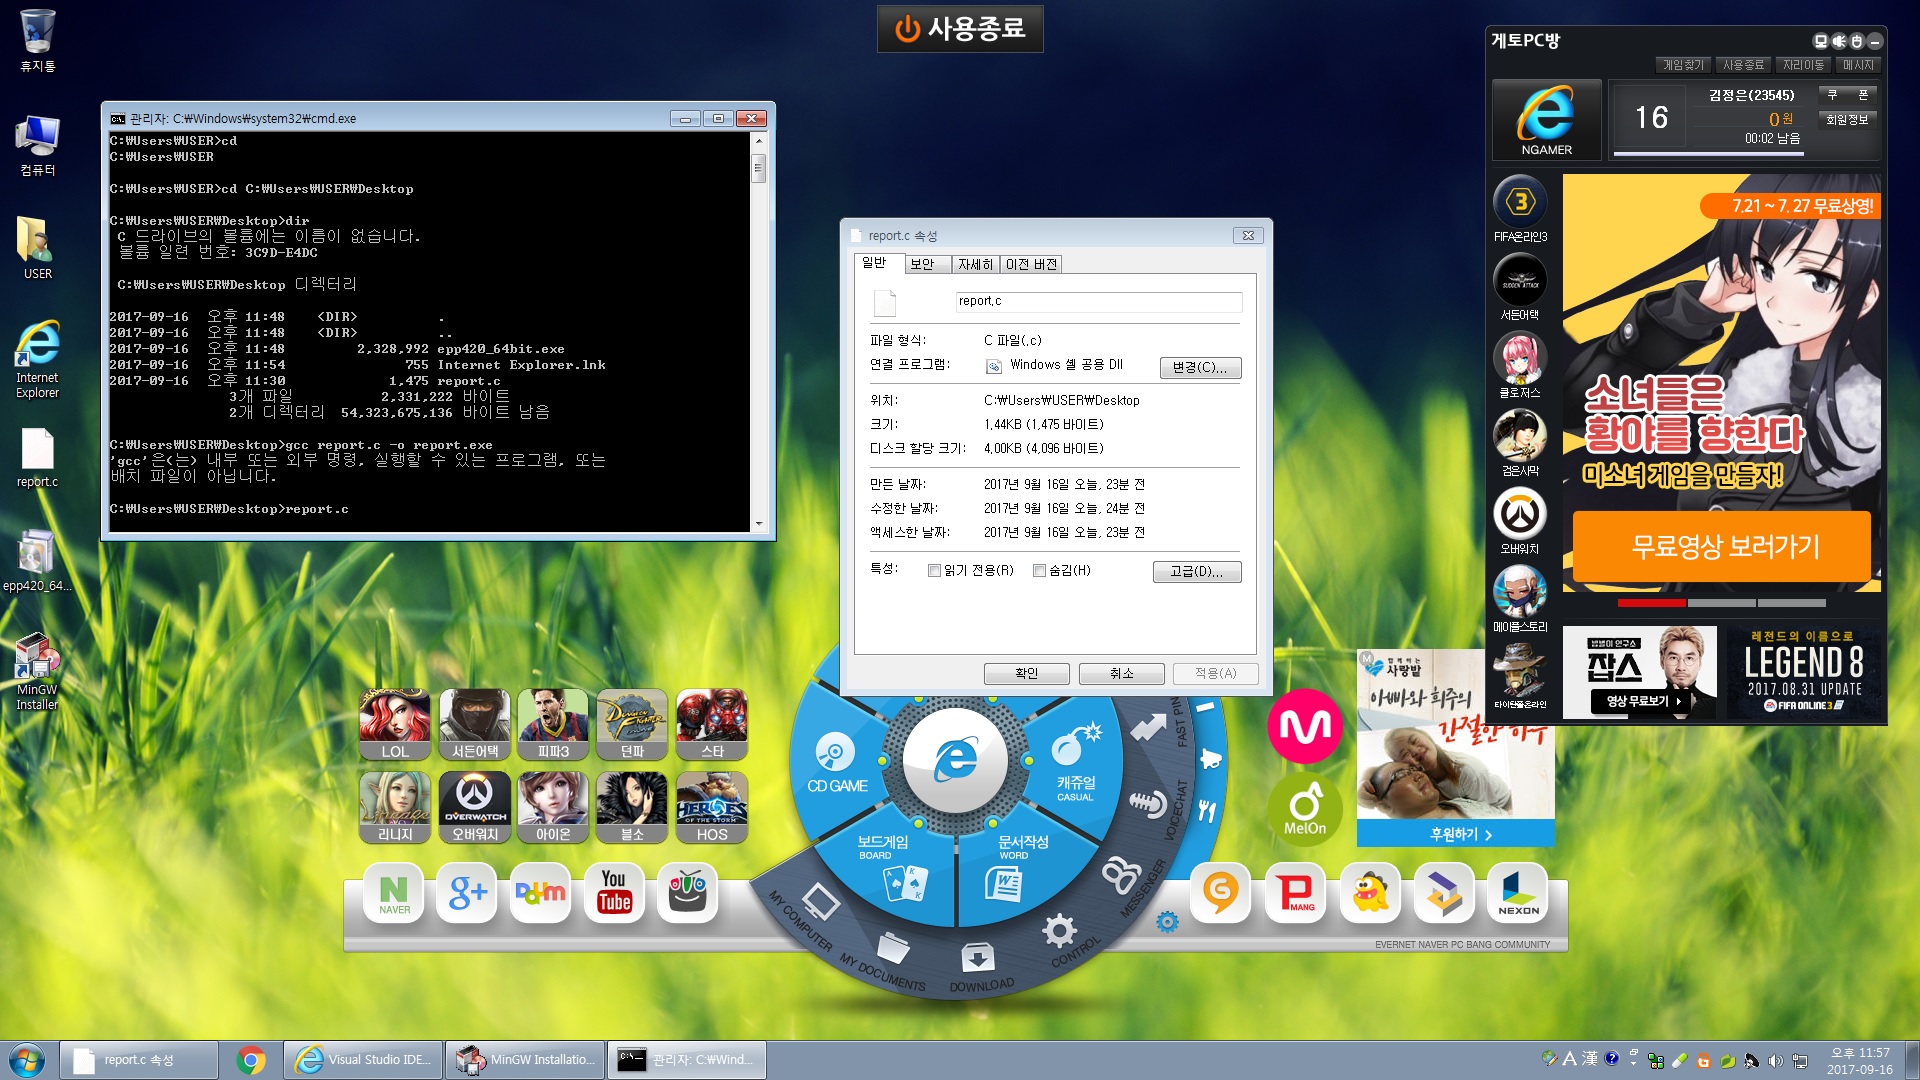 휴지통
컴퓨터
USER
Internet
Explorer
report.c
epp420_64...
MinGW
Installer
사용종료
관리자: C:\Windows\system32\cmd.exe
C:\Users\USER>cd
C:\Users\USER
C:\Users\USER>cd C:\Users\USER\Desktop
C:\Users\USER\Desktop>dir
C 드라이브의 볼륨에는 이름이 없습니다.
볼륨 일련 번호: 3C9D-E4DC
C:\Users\USER\Desktop 디렉터리
2017-09-16 오후 11:48 <DIR> .
2017-09-16 오후 11:48 <DIR> ..
2017-09-16 오후 11:48 2,328,992 epp420_64bit.exe
2017-09-16 오후 11:54 755 Internet Explorer.lnk
2017-09-16 오후 11:30 1,475 report.c
3개 파일 2,331,222 바이트
2개 디렉터리 54,323,675,136 바이트 남음
C:\Users\USER\Desktop>gcc report.c -o report.exe
'gcc'은(는) 내부 또는 외부 명령, 실행할 수 있는 프로그램, 또는
배치 파일이 아닙니다.
C:\Users\USER\Desktop>report.c
report.c 속성
일반 보안 자세히 이전 버전
report.c
파일 형식: C 파일(.c)
연결 프로그램: Windows 셸 공용 Dll 변경(C)...
위치: C:\Users\USER\Desktop
크기: 1.44KB (1,475 바이트)
디스크 할당 크기: 4.00KB (4,096 바이트)
만든 날짜: 2017년 9월 16일 오늘, 23분 전
수정한 날짜: 2017년 9월 16일 오늘, 24분 전
액세스한 날짜: 2017년 9월 16일 오늘, 23분 전
특성: 읽기 전용(R) 숨김(H) 고급(D)...
확인 취소 적용(A)
게토PC방
게임찾기 사용종료 자리이동 메시지
NGAMER
16
김정은(23545) 쿠 폰
0원 회원정보
00:02 남음
3
FIFA온라인3
SUDDEN ATTACK
서든어택
클로저스
검은사막
오버워치
메이플스토리
타이탄폴온라인
7.21 ~ 7. 27 무료상영!
소녀들은
황야를 향한다
미소녀 게임을 만들자!
무료영상 보러가기
밥벌이 연구소
잡스
영상 무료보기
레전드의 이름으로
LEGEND 8
2017.08.31 UPDATE
EA SPORTS FIFA ONLINE 3
LOL 서든어택 피파3 던파 스타
리니지 오버워치 아이온 블소 HOS
DUNGEON FIGHTER
OVERWATCH
HEROES
OF THE STORM
CD GAME
캐쥬얼
CASUAL
보드게임
BOARD
문서작성
WORD
FAST PIN
VOICECHAT
MESSENGER
CONTROL
DOWNLOAD
MY DOCUMENTS
MY COMPUTER
MelOn
함께하는
사랑밭
아빠와 희주의
간절한 하루
후원하기
N
NAVER
g+
Daum
You
Tube
P
MANG
NEXON
EVERNET NAVER PC BANG COMMUNITY
report.c 속성
Visual Studio IDE...
MinGW Installatio...
관리자: C:\Wind...
A 漢
오후 11:57
2017-09-16